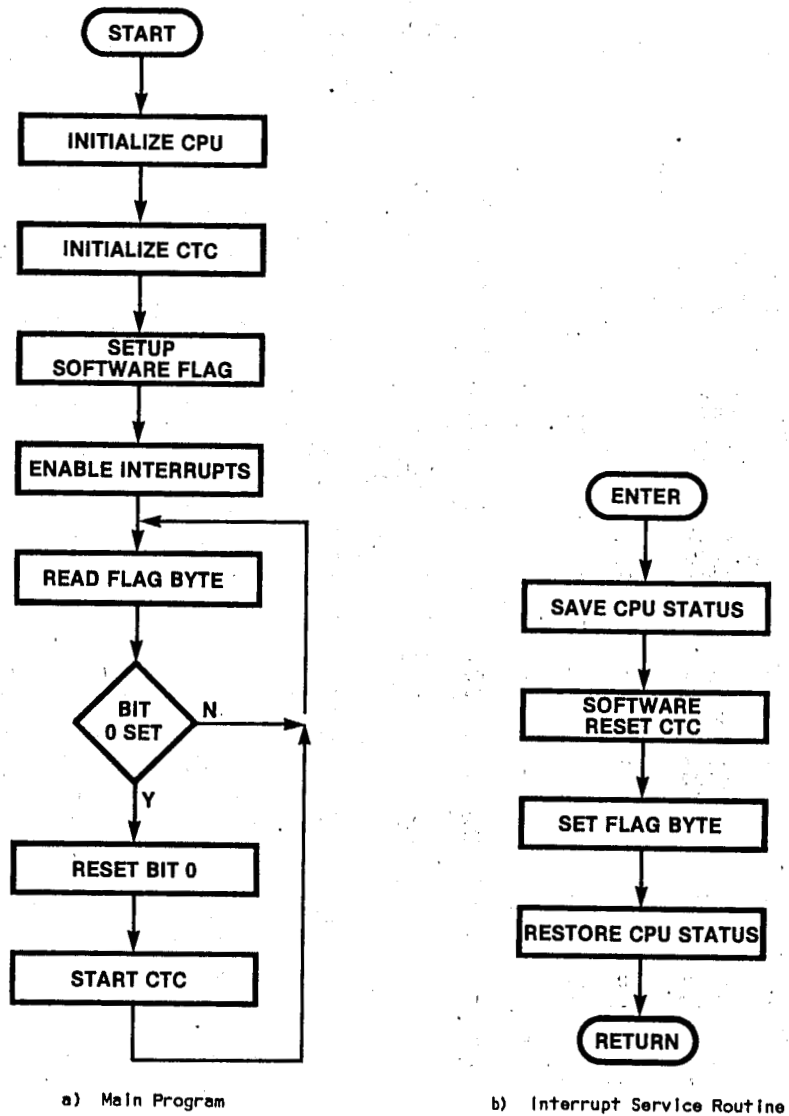 START
INITIALIZE CPU
INITIALIZE CTC
SETUP
SOFTWARE FLAG
ENABLE INTERRUPTS
READ FLAG BYTE
BIT
0 SET
N
Y
RESET BIT 0
START CTC
a) Main Program
ENTER
SAVE CPU STATUS
SOFTWARE
RESET CTC
SET FLAG BYTE
RESTORE CPU STATUS
RETURN
b) Interrupt Service Routine